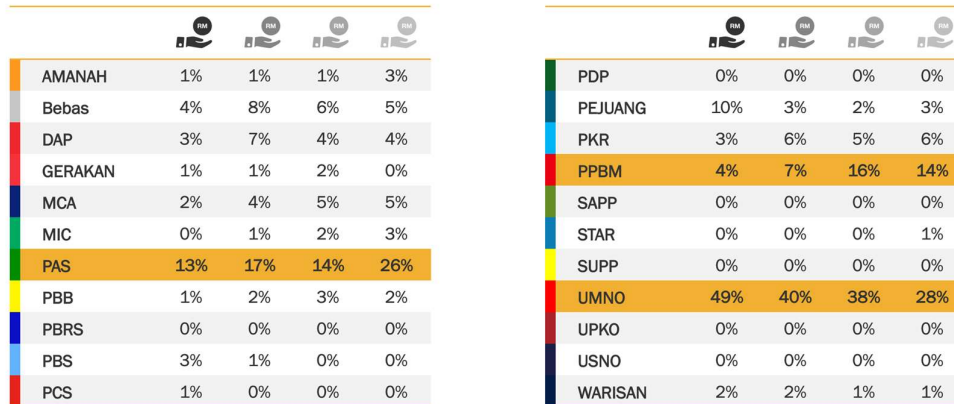 RM RM RM RM
AMANAH 1% 1% 1% 3%
Bebas 4% 8% 6% 5%
DAP 3% 7% 4% 4%
GERAKAN 1% 1% 2% 0%
MCA 2% 4% 5% 5%
MIC 0% 1% 2% 3%
PAS 13% 17% 14% 26%
PBB 1% 2% 3% 2%
PBRS 0% 0% 0% 0%
PBS 3% 1% 0% 0%
PCS 1% 0% 0% 0%
RM RM RM RM
PDP 0% 0% 0% 0%
PEJUANG 10% 3% 2% 3%
PKR 3% 6% 5% 6%
PPBM 4% 7% 16% 14%
SAPP 0% 0% 0% 0%
STAR 0% 0% 0% 1%
SUPP 0% 0% 0% 0%
UMNO 49% 40% 38% 28%
UPKO 0% 0% 0% 0%
USNO 0% 0% 0% 0%
WARISAN 2% 2% 1% 1%